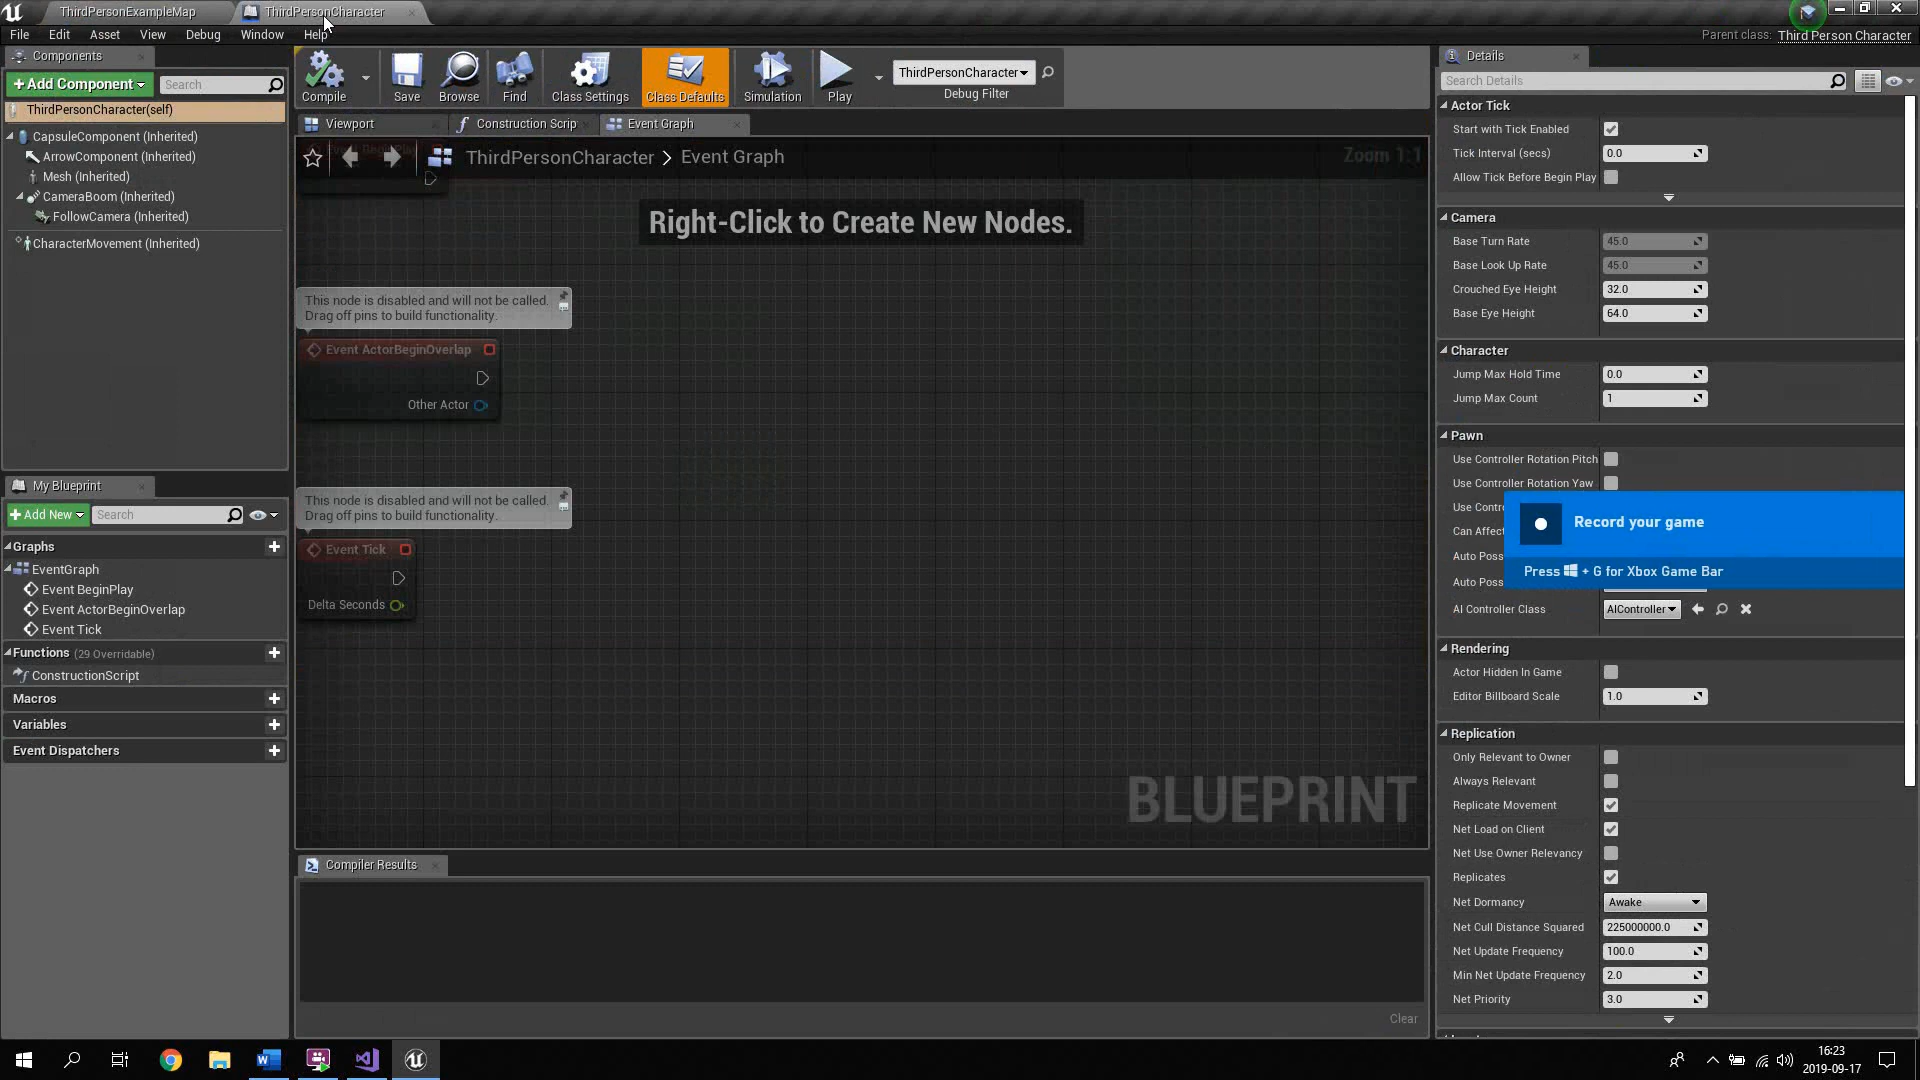 ThirdPersonExampleMap
ThirdPersonCharacter
File Edit Asset View Debug Window Help
Parent class: Third Person Character
Components
+Add Component
Search
ThirdPersonCharacter(self)
CapsuleComponent (Inherited)
ArrowComponent (Inherited)
Mesh (Inherited)
CameraBoom (Inherited)
FollowCamera (Inherited)
CharacterMovement (Inherited)
Compile
Save
Browse
Find
Class Settings
Class Defaults
Simulation
Play
ThirdPersonCharacter
Debug Filter
Viewport
Construction Scrip
Event Graph
ThirdPersonCharacter > Event Graph
Zoom 1:1
Right-Click to Create New Nodes.
This node is disabled and will not be called.
Drag off pins to build functionality.
Event ActorBeginOverlap
Other Actor
This node is disabled and will not be called.
Drag off pins to build functionality.
Event Tick
Delta Seconds
BLUEPRINT
My Blueprint
+Add New
Search
Graphs
EventGraph
Event BeginPlay
Event ActorBeginOverlap
Event Tick
Functions (29 Overridable)
ConstructionScript
Macros
Variables
Event Dispatchers
Compiler Results
Clear
Details
Search Details
Actor Tick
Start with Tick Enabled
Tick Interval (secs) 0.0
Allow Tick Before Begin Play
Camera
Base Turn Rate 45.0
Base Look Up Rate 45.0
Crouched Eye Height 32.0
Base Eye Height 64.0
Character
Jump Max Hold Time 0.0
Jump Max Count 1
Pawn
Use Controller Rotation Pitch
Use Controller Rotation Yaw
Use Contro
Can Affect
Auto Poss
Auto Poss
Record your game
Press + G for Xbox Game Bar
AI Controller Class AIController
Rendering
Actor Hidden In Game
Editor Billboard Scale 1.0
Replication
Only Relevant to Owner
Always Relevant
Replicate Movement
Net Load on Client
Net Use Owner Relevancy
Replicates
Net Dormancy Awake
Net Cull Distance Squared 225000000.0
Net Update Frequency 100.0
Min Net Update Frequency 2.0
Net Priority 3.0
16:23
2019-09-17